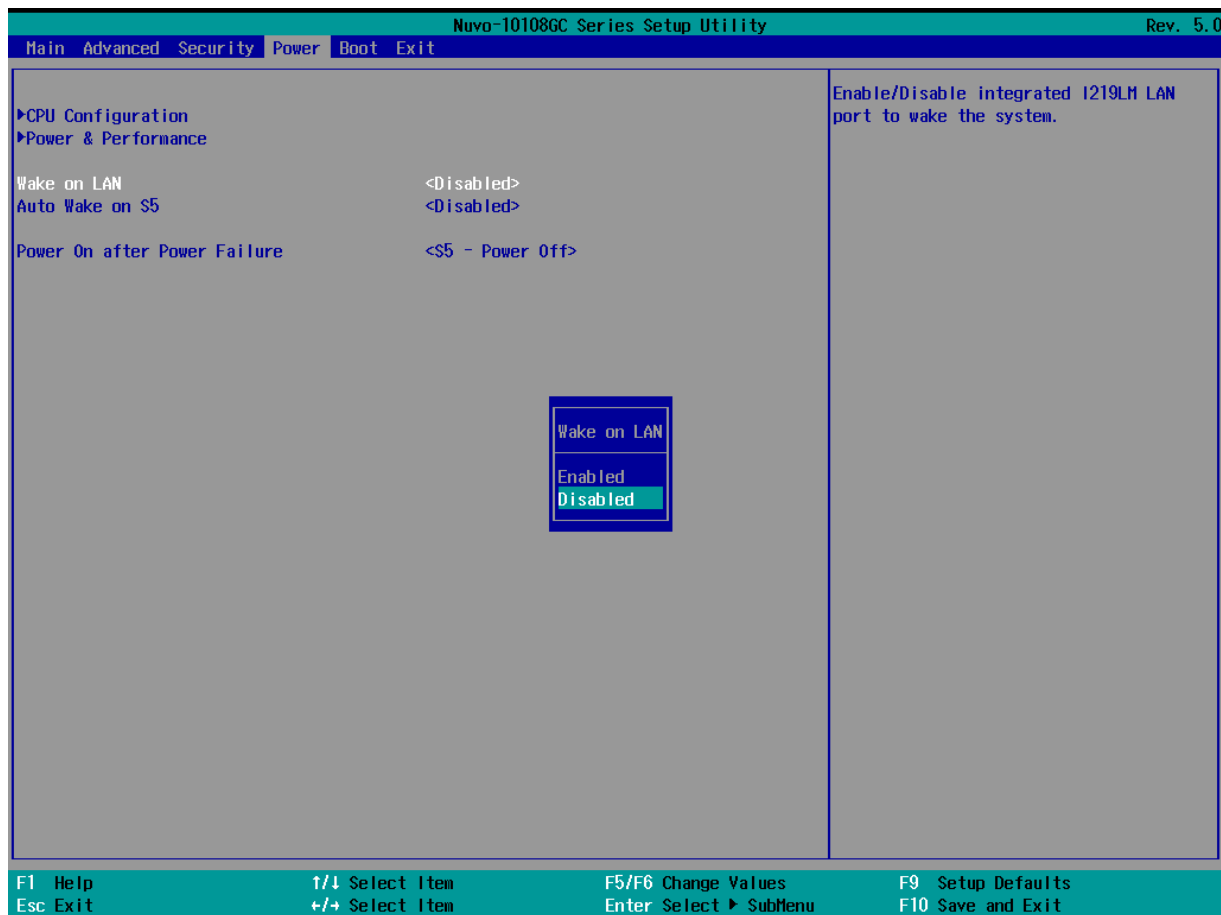 Nuvo-10108GC Series Setup Utility Rev. 5.0
Main Advanced Security Power Boot Exit
▶CPU Configuration
▶Power & Performance
Wake on LAN <Disabled>
Auto Wake on S5 <Disabled>
Power On after Power Failure <S5 - Power Off>
Enable/Disable integrated I219LM LAN
port to wake the system.
Wake on LAN
Enabled
Disabled
F1 Help ↑/↓ Select Item F5/F6 Change Values F9 Setup Defaults
Esc Exit ←/→ Select Item Enter Select ▶ SubMenu F10 Save and Exit